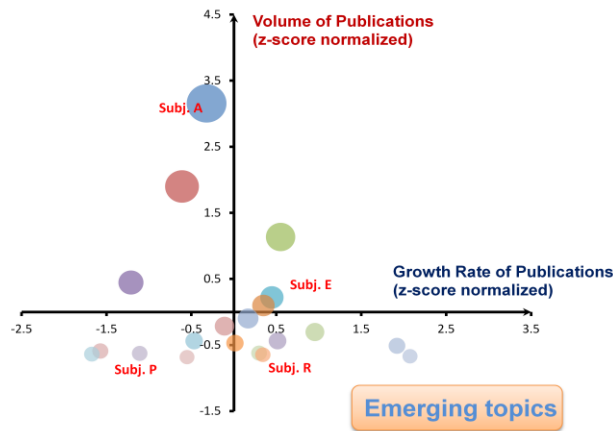 4.5
Volume of Publications
(z-score normalized)
3.5
Subj. A
2.5
1.5
0.5
Subj. E
Growth Rate of Publications
(z-score normalized)
-2.5 -1.5 -0.5 0.5 1.5 2.5 3.5
-0.5
Subj. P
Subj. R
-1.5
Emerging topics